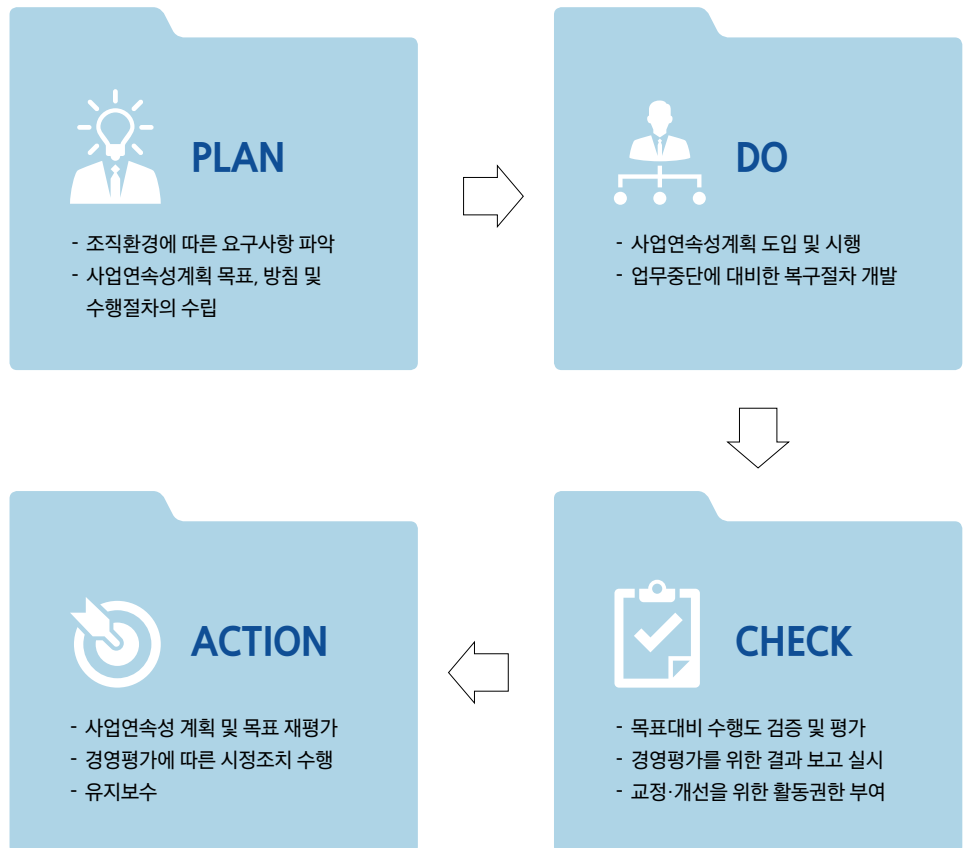 PLAN
- 조직환경에 따른 요구사항 파악
- 사업연속성계획 목표, 방침 및
수행절차의 수립
DO
- 사업연속성계획 도입 및 시행
- 업무중단에 대비한 복구절차 개발
CHECK
- 목표대비 수행도 검증 및 평가
- 경영평가를 위한 결과 보고 실시
- 교정·개선을 위한 활동권한 부여
ACTION
- 사업연속성 계획 및 목표 재평가
- 경영평가에 따른 시정조치 수행
- 유지보수